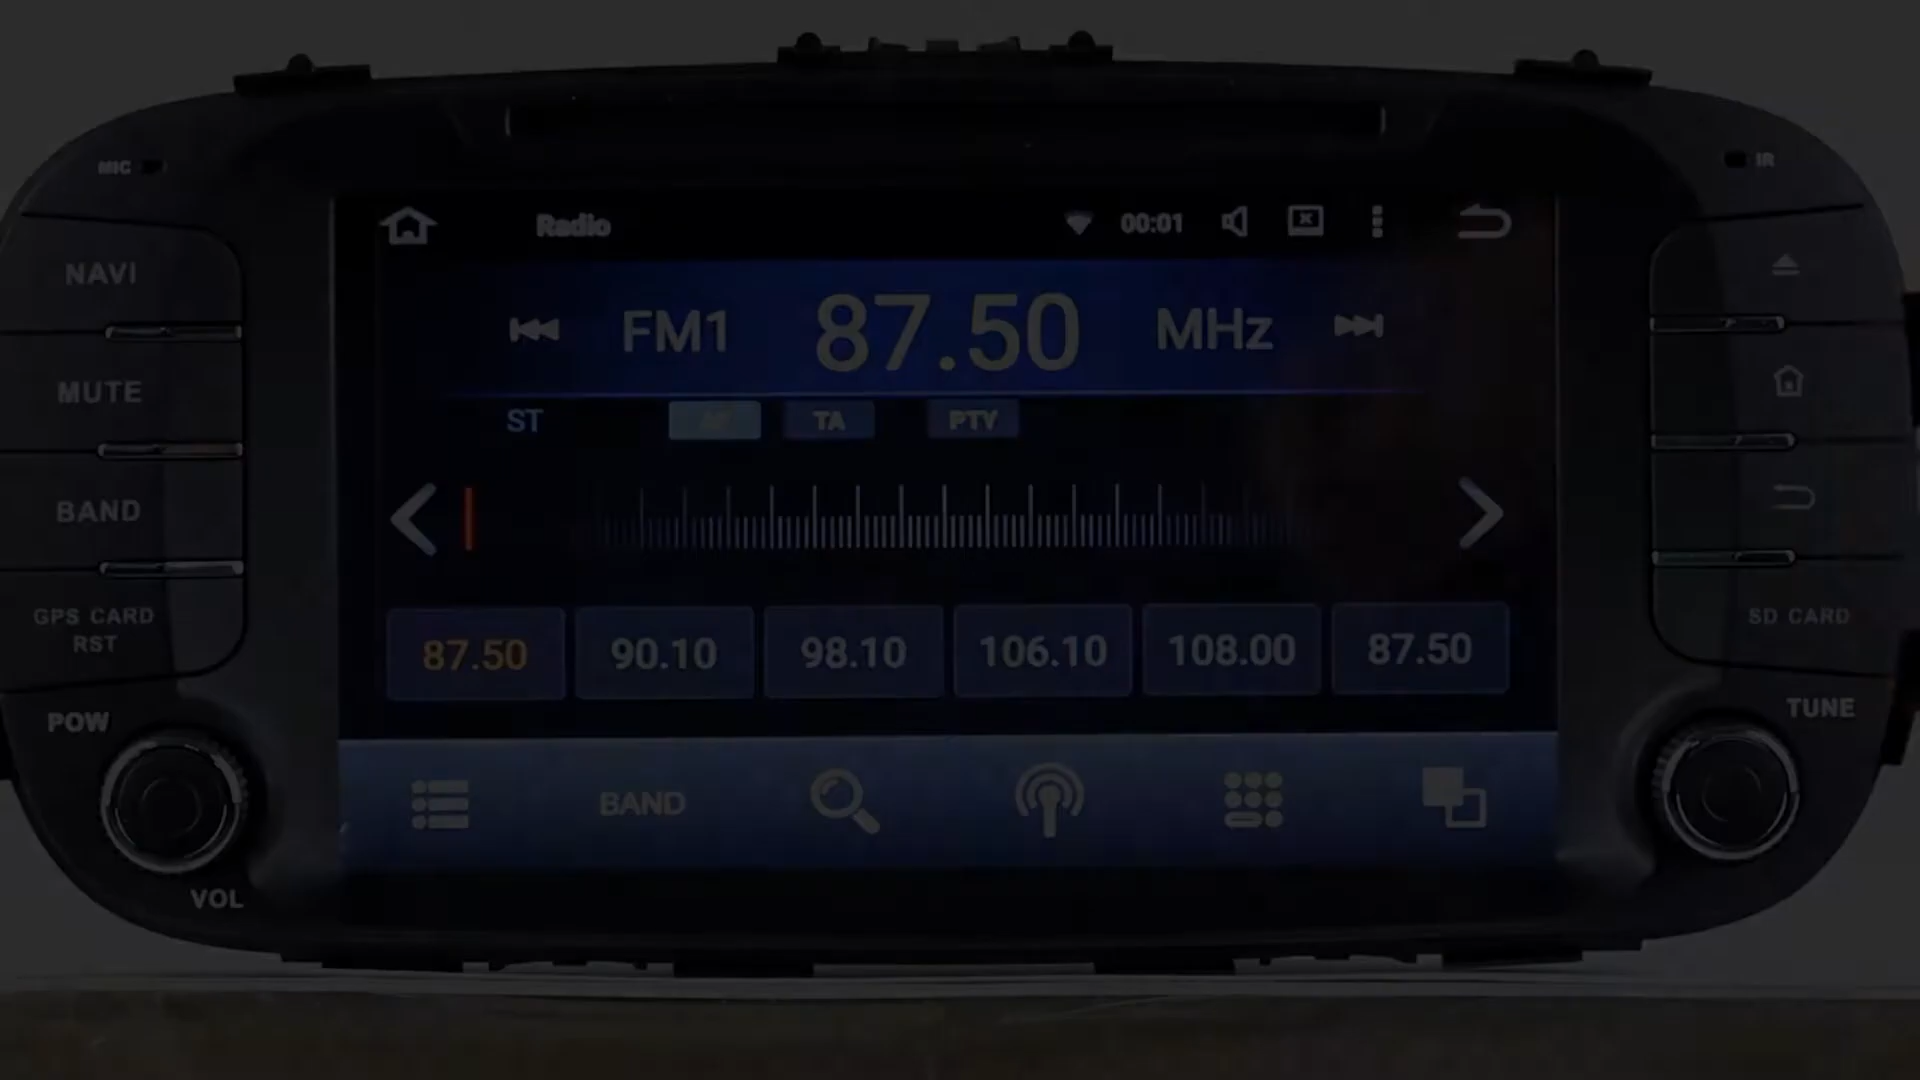 MIC
IR
Radio
00:01
NAVI
FM1 87.50 MHz
MUTE
ST
AF TA PTY
BAND
GPS CARD
RST
SD CARD
87.50 90.10 98.10 106.10 108.00 87.50
POW
TUNE
BAND
VOL